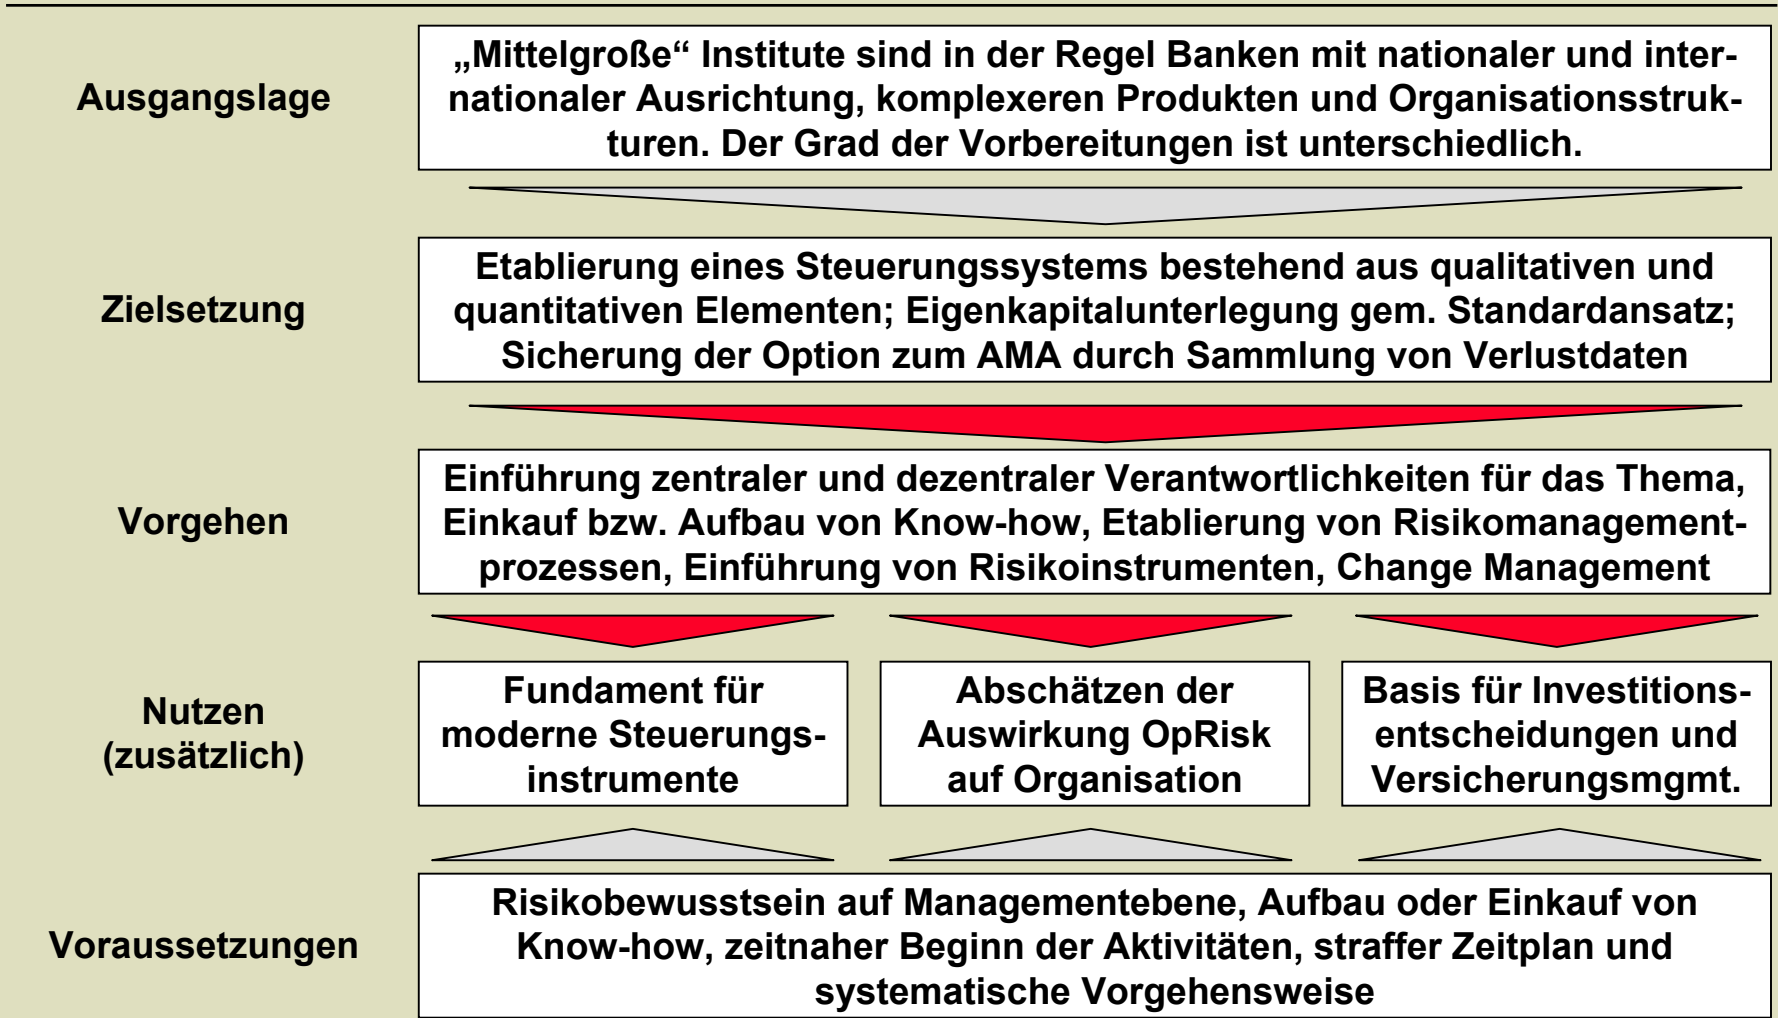 Ausgangslage
„Mittelgroße“ Institute sind in der Regel Banken mit nationaler und inter-
nationaler Ausrichtung, komplexeren Produkten und Organisationsstruk-
turen. Der Grad der Vorbereitungen ist unterschiedlich.
Zielsetzung
Etablierung eines Steuerungssystems bestehend aus qualitativen und
quantitativen Elementen; Eigenkapitalunterlegung gem. Standardansatz;
Sicherung der Option zum AMA durch Sammlung von Verlustdaten
Vorgehen
Einführung zentraler und dezentraler Verantwortlichkeiten für das Thema,
Einkauf bzw. Aufbau von Know-how, Etablierung von Risikomanagement-
prozessen, Einführung von Risikoinstrumenten, Change Management
Nutzen
(zusätzlich)
Fundament für
moderne Steuerungs-
instrumente
Abschätzen der
Auswirkung OpRisk
auf Organisation
Basis für Investitions-
entscheidungen und
Versicherungsmgmt.
Voraussetzungen
Risikobewusstsein auf Managementebene, Aufbau oder Einkauf von
Know-how, zeitnaher Beginn der Aktivitäten, straffer Zeitplan und
systematische Vorgehensweise